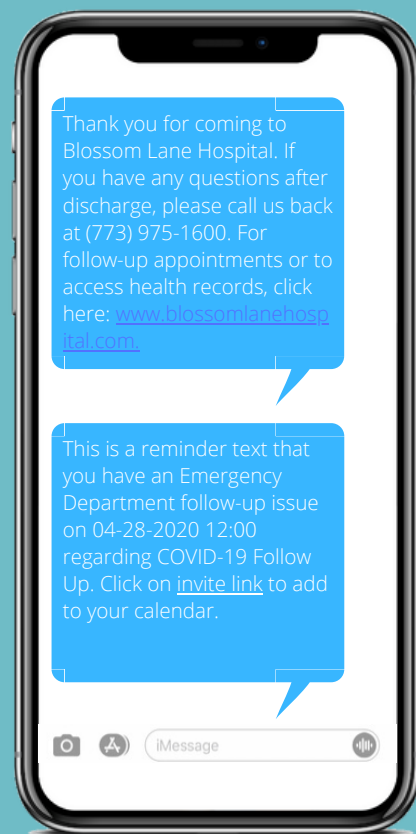 Thank you for coming to
Blossom Lane Hospital. If
you have any questions after
discharge, please call us back
at (773) 975-1600. For
follow-up appointments or to
access health records, click
here: www.blossomlanehosp
ital.com.
This is a reminder text that
you have an Emergency
Department follow-up issue
on 04-28-2020 12:00
regarding COVID-19 Follow
Up. Click on invite link to add
to your calendar.
iMessage